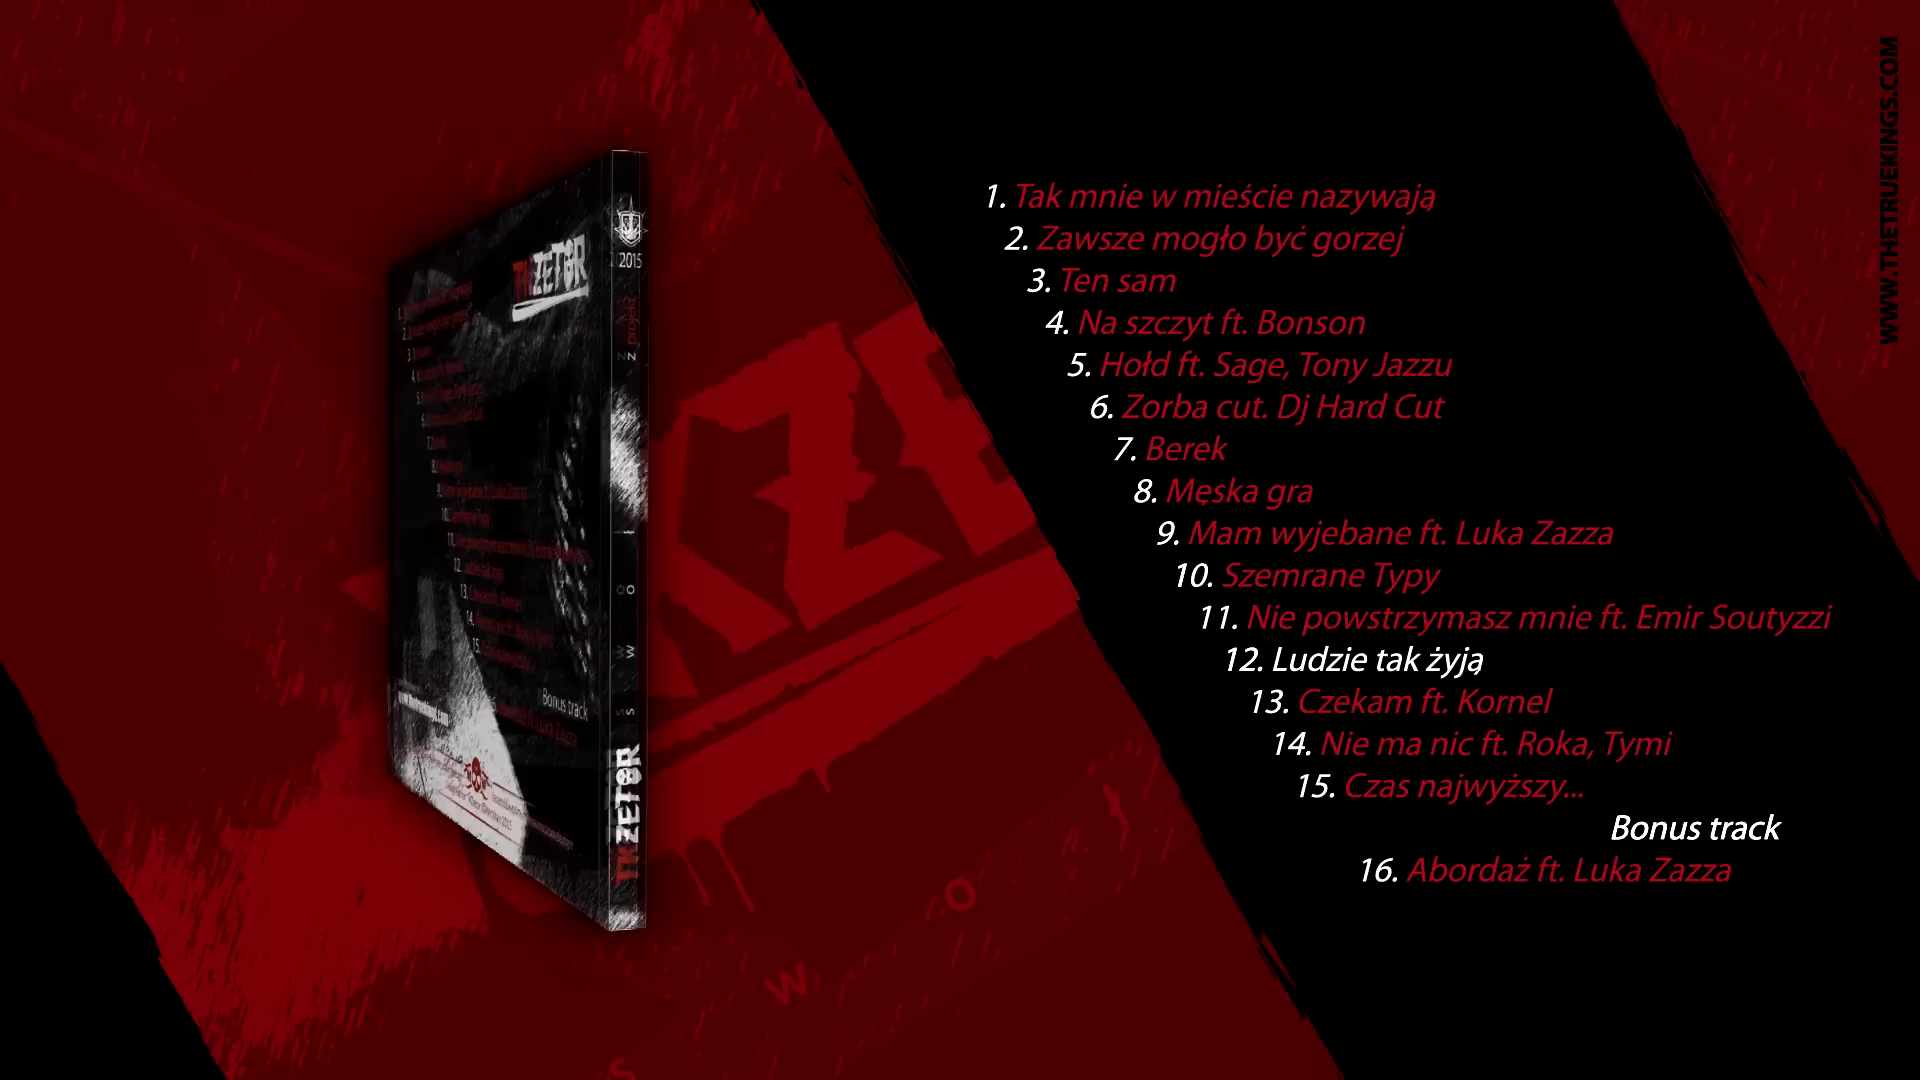 WWW.THETRUEKINGS.COM
1. Tak mnie w mieście nazywają
2. Zawsze mogło być gorzej
3. Ten sam
4. Na szczyt ft. Bonson
5. Hołd ft. Sage, Tony Jazzu
6. Zorba cut. Dj Hard Cut
7. Berek
8. Męska gra
9. Mam wyjebane ft. Luka Zazza
10. Szemrane Typy
11. Nie powstrzymasz mnie ft. Emir Soutyzzi
12. Ludzie tak żyją
13. Czekam ft. Kornel
14. Nie ma nic ft. Roka, Tymi
15. Czas najwyższy...
Bonus track
16. Abordaż ft. Luka Zazza
TKZETOR
2015
projekt
TKZETOR
Bonus track